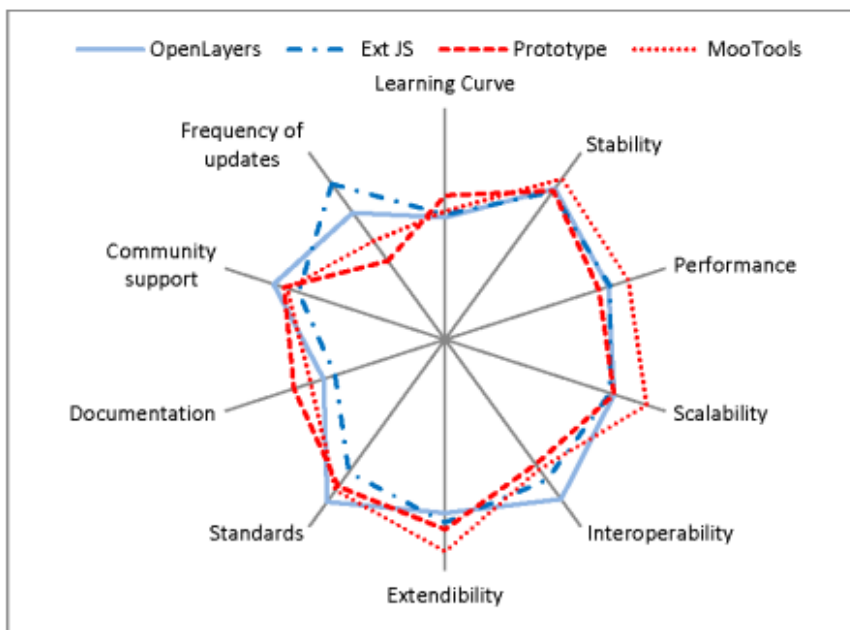 OpenLayers Ext JS Prototype MooTools
Learning Curve
Frequency of
updates
Stability
Community
support
Performance
Documentation
Scalability
Standards
Interoperability
Extendibility